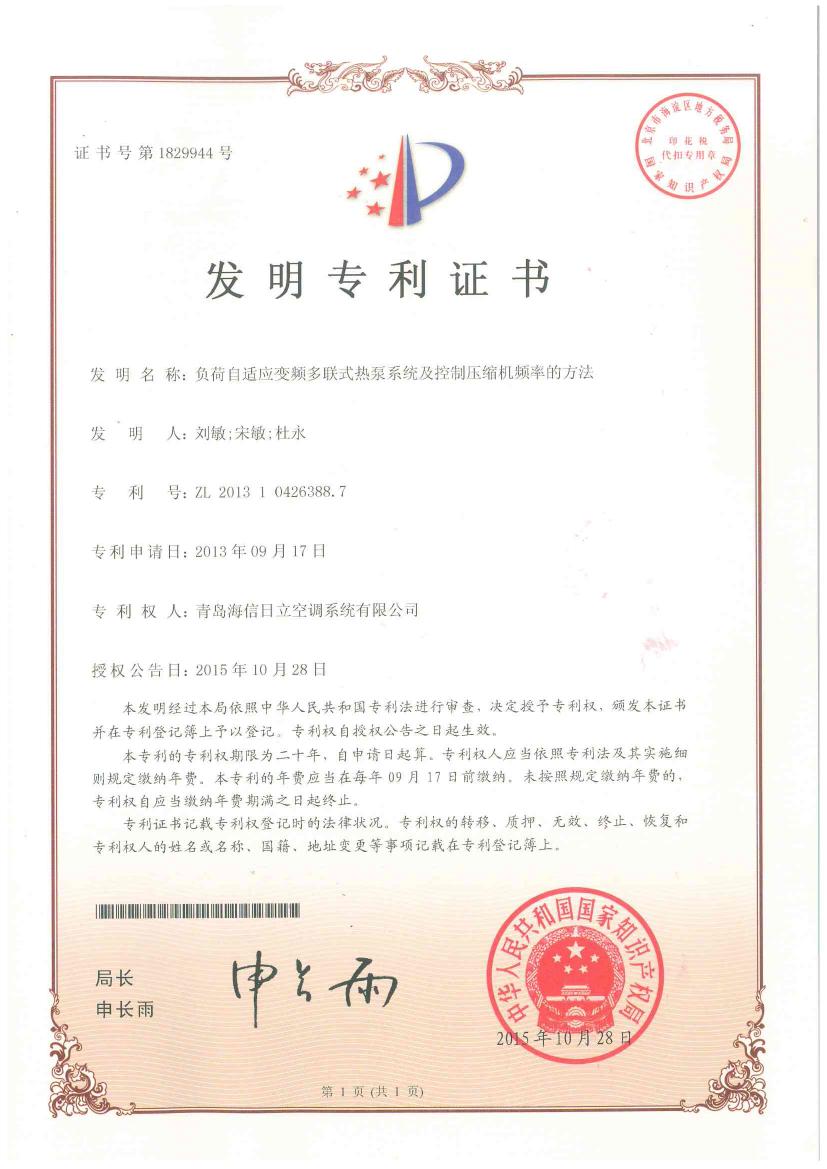 证书号第1829944号
北京市海淀区地方税务局
印花税
代扣专用章
国家知识产权局
发明专利证书
发明名称：负荷自适应变频多联式热泵系统及控制压缩机频率的方法
发明人：刘敏;宋敏;杜永
专利号：ZL 2013 1 0426388.7
专利申请日：2013年09月17日
专利权人：青岛海信日立空调系统有限公司
授权公告日：2015年10月28日
本发明经过本局依照中华人民共和国专利法进行审查，决定授予专利权，颁发本证书
并在专利登记簿上予以登记。专利权自授权公告之日起生效。
本专利的专利权期限为二十年，自申请日起算。专利权人应当依照专利法及其实施细
则规定缴纳年费。本专利的年费应当在每年09月17日前缴纳。未按照规定缴纳年费的，
专利权自应当缴纳年费期满之日起终止。
专利证书记载专利权登记时的法律状况。专利权的转移、质押、无效、终止、恢复和
专利权人的姓名或名称、国籍、地址变更等事项记载在专利登记簿上。
局长
申长雨
申长雨
中华人民共和国国家知识产权局
2015年10月28日
第1页(共1页)